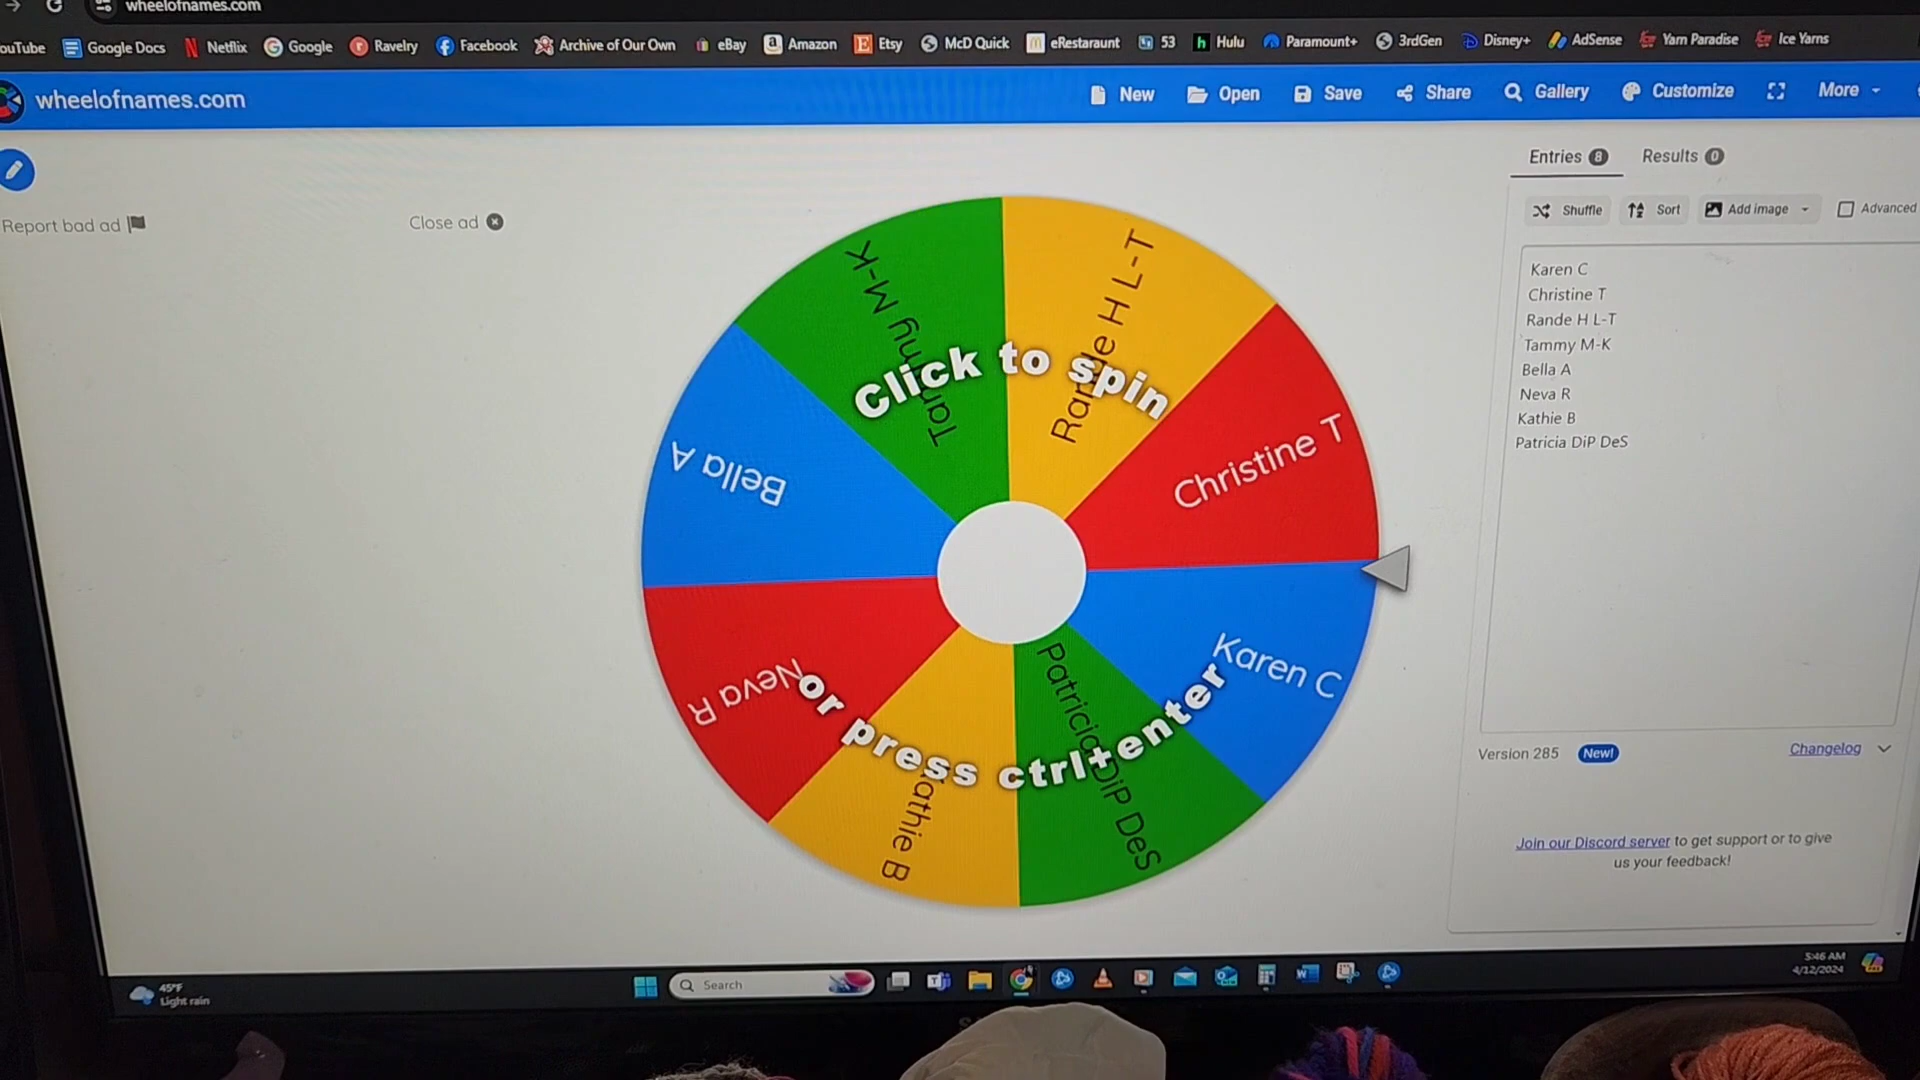 wheelofnames.com
ouTube Google Docs Netflix Google Ravelry Facebook Archive of Our Own eBay Amazon Etsy McD Quick eRestaraunt 53 Hulu Paramount+ 3rdGen Disney+ AdSense Yarn Paradise Ice Yarns
wheelofnames.com New Open Save Share Gallery Customize More
Entries 8 Results 0
Report bad ad Close ad
Shuffle Sort Add image Advanced
Click to spin
or press ctrl+enter
Tammy M-K
Rande H L-T
Christine T
Karen C
Patricia DiP DeS
Kathie B
Neva R
Bella A
Karen C
Christine T
Rande H L-T
Tammy M-K
Bella A
Neva R
Kathie B
Patricia DiP DeS
Version 285 New! Changelog
Join our Discord server to get support or to give
us your feedback!
45°F
Light rain
Search
5:46 AM
4/12/2024